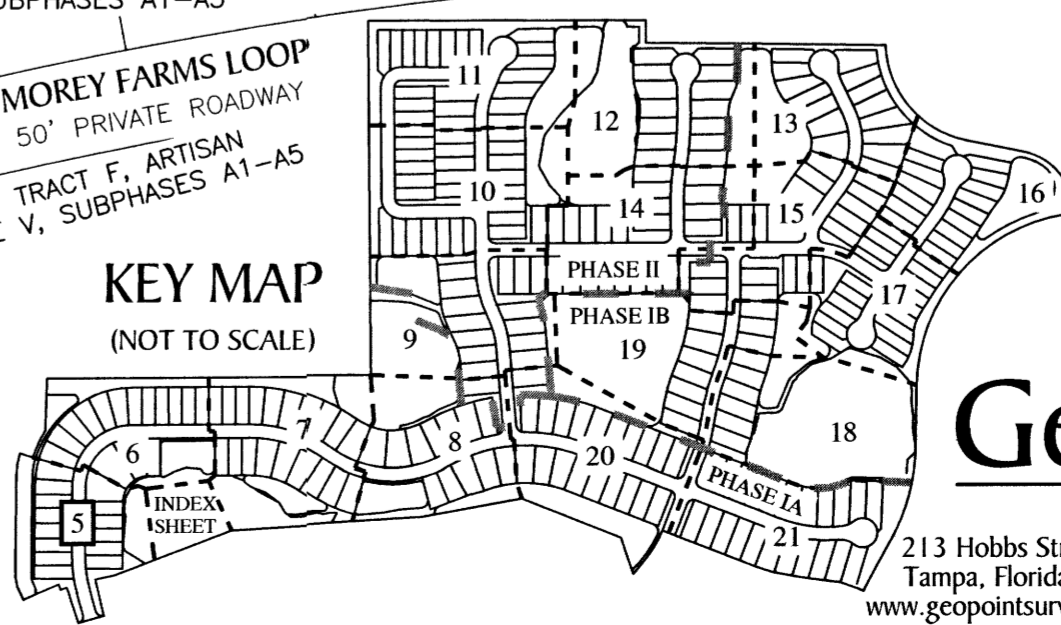 UBPHASES A1-A5
MOREY FARMS LOOP
50' PRIVATE ROADWAY
TRACT F, ARTISAN
V, SUBPHASES A1-A5
KEY MAP
(NOT TO SCALE)
11
12
13
10
14
15
16
PHASE II
17
PHASE IB
9
19
18
6
7
8
20
INDEX
SHEET
5
PHASE IA
21
Ge
213 Hobbs Str
Tampa, Florida
www.geopointsurv